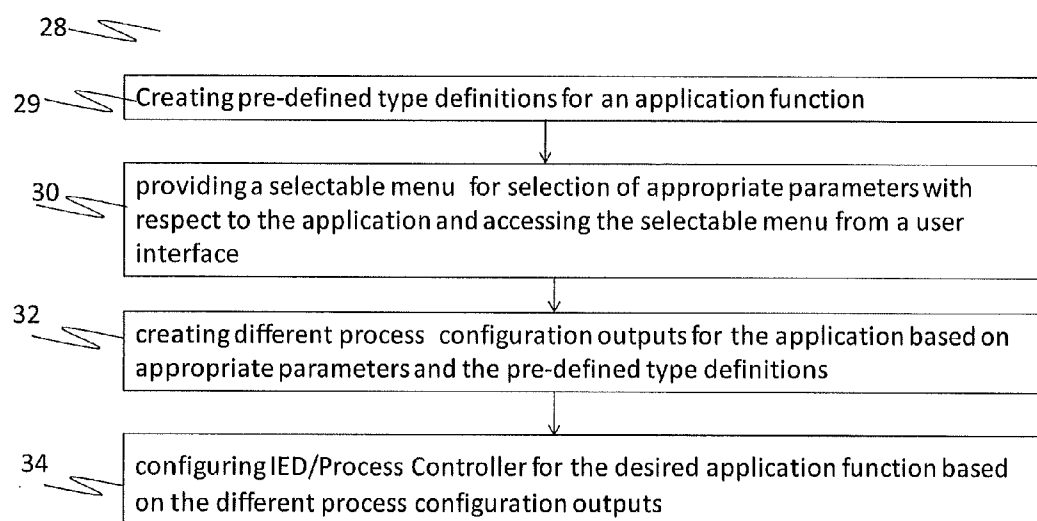 28
29
Creating pre-defined type definitions for an application function
30
providing a selectable menu for selection of appropriate parameters with
respect to the application and accessing the selectable menu from a user
interface
32
creating different process configuration outputs for the application based on
appropriate parameters and the pre-defined type definitions
34
configuring IED/Process Controller for the desired application function based
on the different process configuration outputs